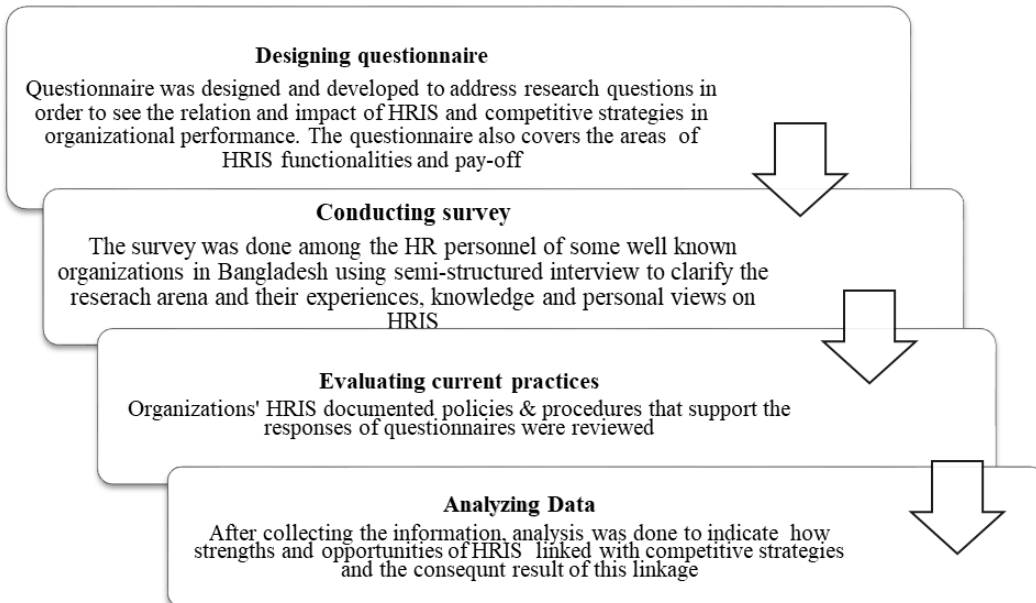 Designing questionnaire
Questionnaire was designed and developed to address research questions in
order to see the relation and impact of HRIS and competitive strategies in
organizational performance. The questionnaire also covers the areas of
HRIS functionalities and pay-off
Conducting survey
The survey was done among the HR personnel of some well known
organizations in Bangladesh using semi-structured interview to clarify the
reserach arena and their experiences, knowledge and personal views on
HRIS
Evaluating current practices
Organizations' HRIS documented policies & procedures that support the
responses of questionnaires were reviewed
Analyzing Data
After collecting the information, analysis was done to indicate how
strengths and opportunities of HRIS linked with competitive strategies
and the consequnt result of this linkage